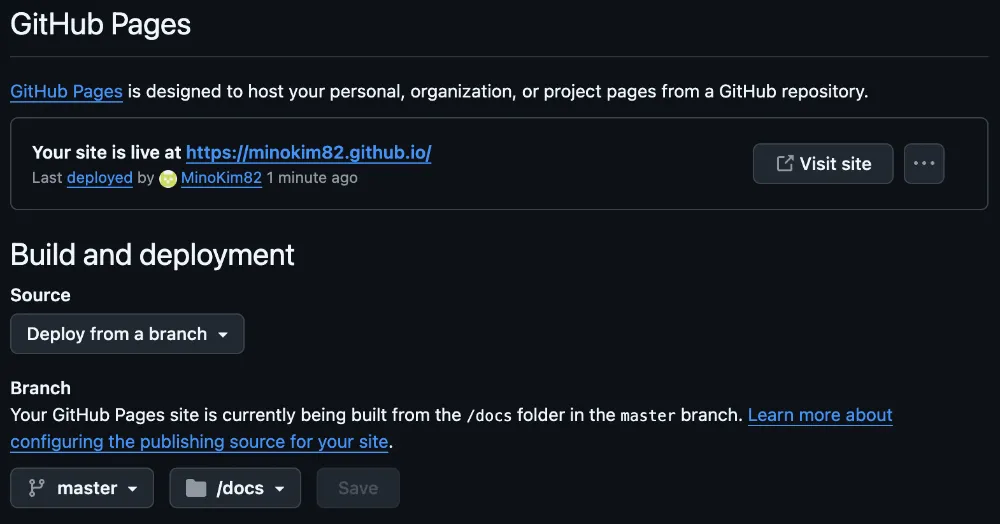 GitHub Pages
GitHub Pages is designed to host your personal, organization, or project pages from a GitHub repository.
Your site is live at https://minokim82.github.io/
Last deployed by MinoKim82 1 minute ago
Visit site
Build and deployment
Source
Deploy from a branch
Branch
Your GitHub Pages site is currently being built from the /docs folder in the master branch. Learn more about
configuring the publishing source for your site.
master
/docs
Save